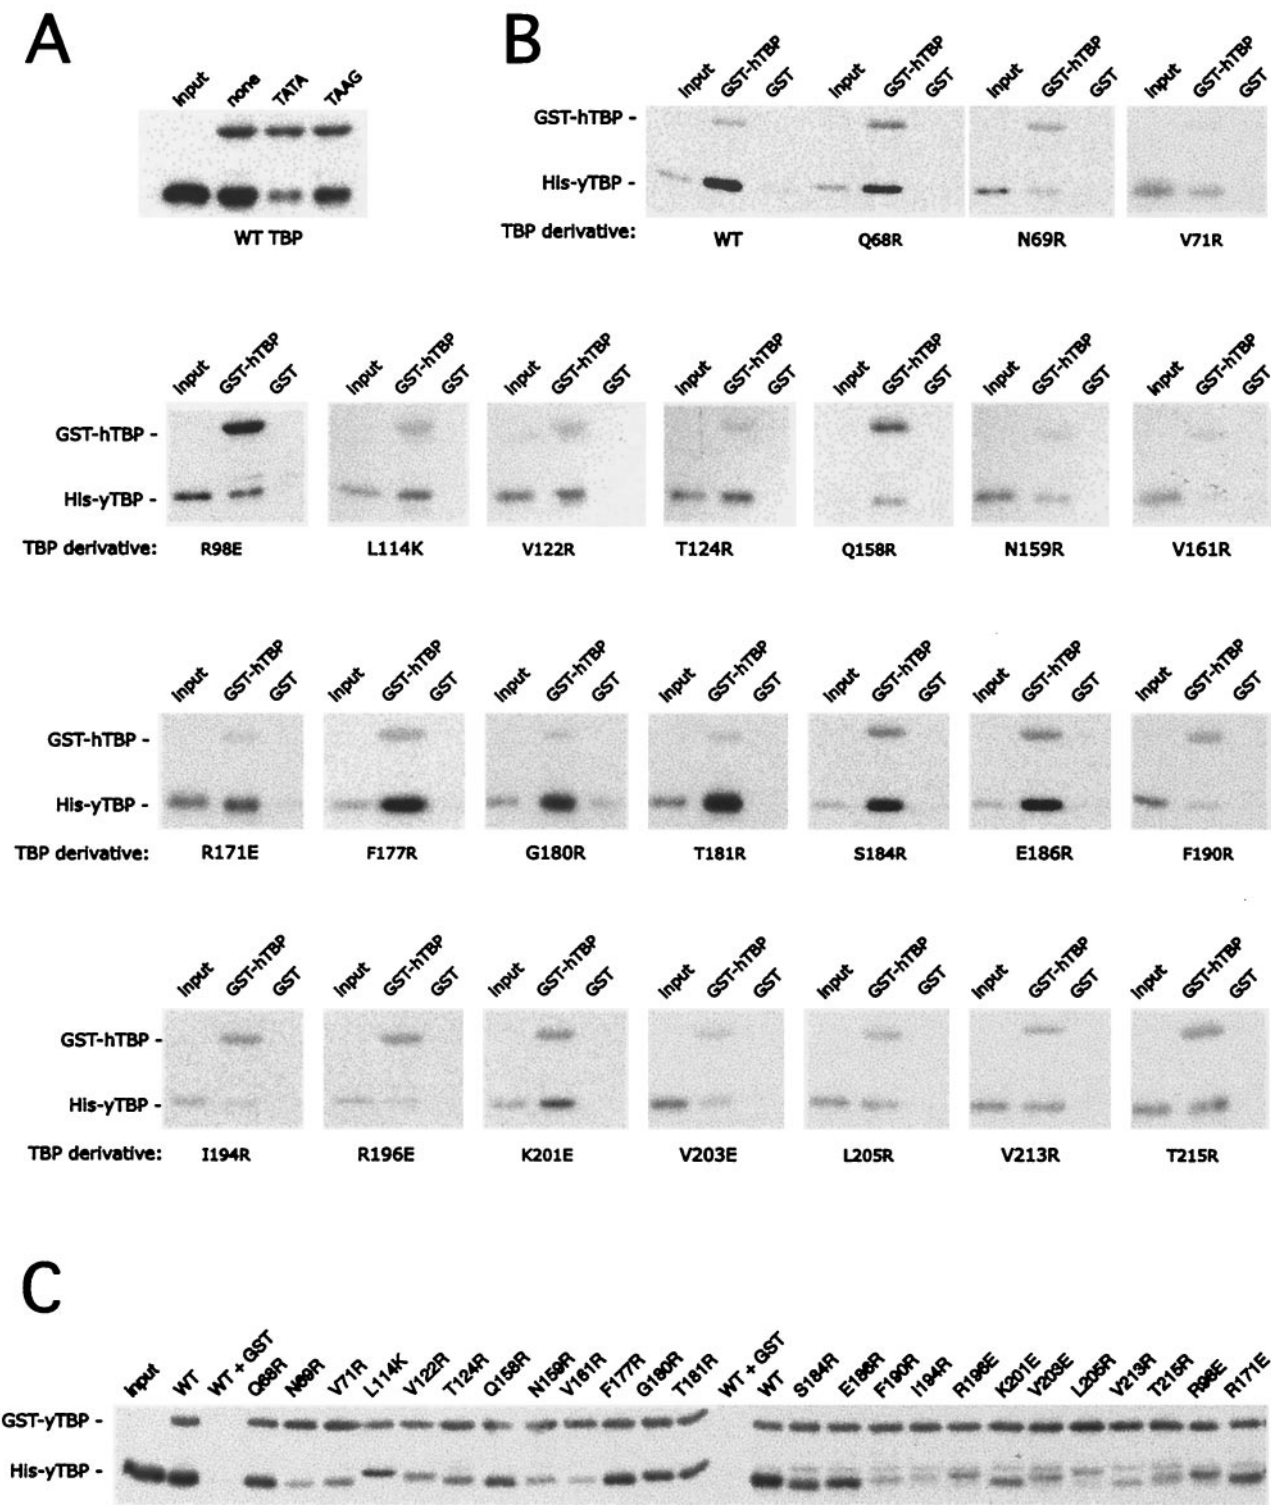 A
B
Input none TATA TAAG
WT TBP
Input GST-hTBP GST Input GST-hTBP GST Input GST-hTBP GST Input GST-hTBP GST
GST-hTBP -
His-yTBP -
TBP derivative: WT Q68R N69R V71R
Input GST-hTBP GST Input GST-hTBP GST Input GST-hTBP GST Input GST-hTBP GST Input GST-hTBP GST Input GST-hTBP GST Input GST-hTBP GST
GST-hTBP -
His-yTBP -
TBP derivative: R98E L114K V122R T124R Q158R N159R V161R
Input GST-hTBP GST Input GST-hTBP GST Input GST-hTBP GST Input GST-hTBP GST Input GST-hTBP GST Input GST-hTBP GST Input GST-hTBP GST
GST-hTBP -
His-yTBP -
TBP derivative: R171E F177R G180R T181R S184R E186R F190R
Input GST-hTBP GST Input GST-hTBP GST Input GST-hTBP GST Input GST-hTBP GST Input GST-hTBP GST Input GST-hTBP GST Input GST-hTBP GST
GST-hTBP -
His-yTBP -
TBP derivative: I194R R196E K201E V203E L205R V213R T215R
C
Input WT WT + GST Q68R N69R V71R L114K V122R T124R Q158R N159R V161R F177R G180R T181R WT + GST WT S184R E186R F190R I194R R196E K201E V203E L205R V213R T215R R98E R171E
GST-yTBP -
His-yTBP -